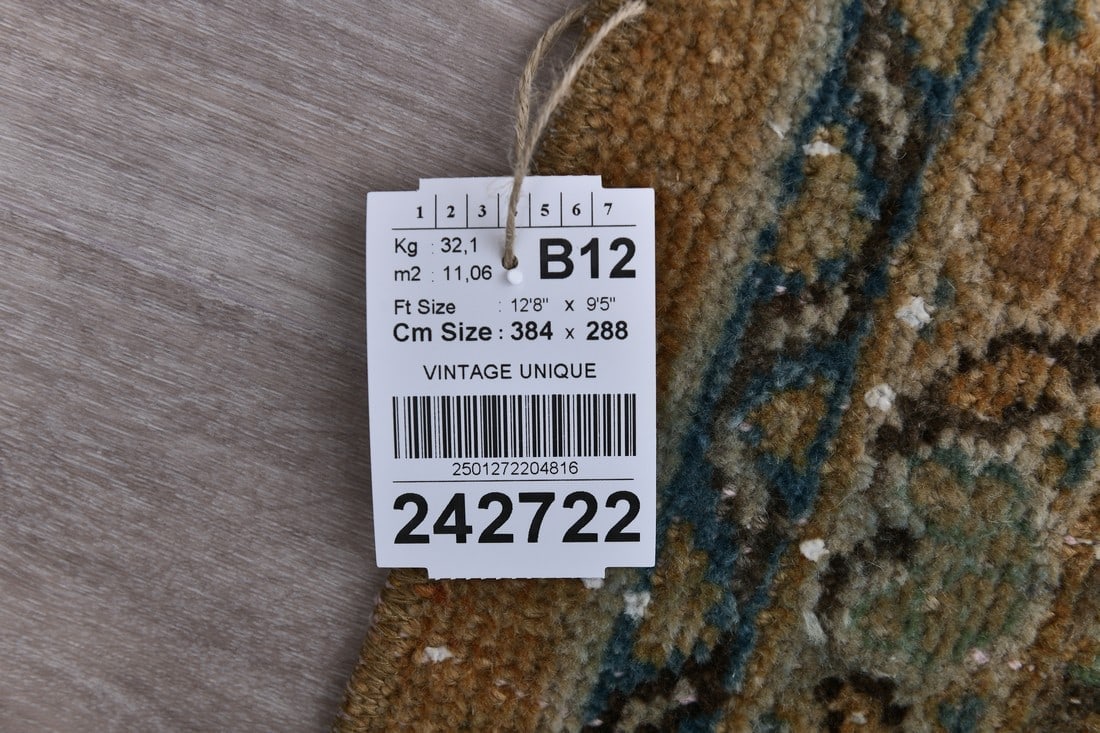 1 2 3 5 6 7
Kg : 32,1
B12
m2 : 11,06
Ft Size : 12'8" x 9'5"
Cm Size : 384 x 288
VINTAGE UNIQUE
2501272204816
242722